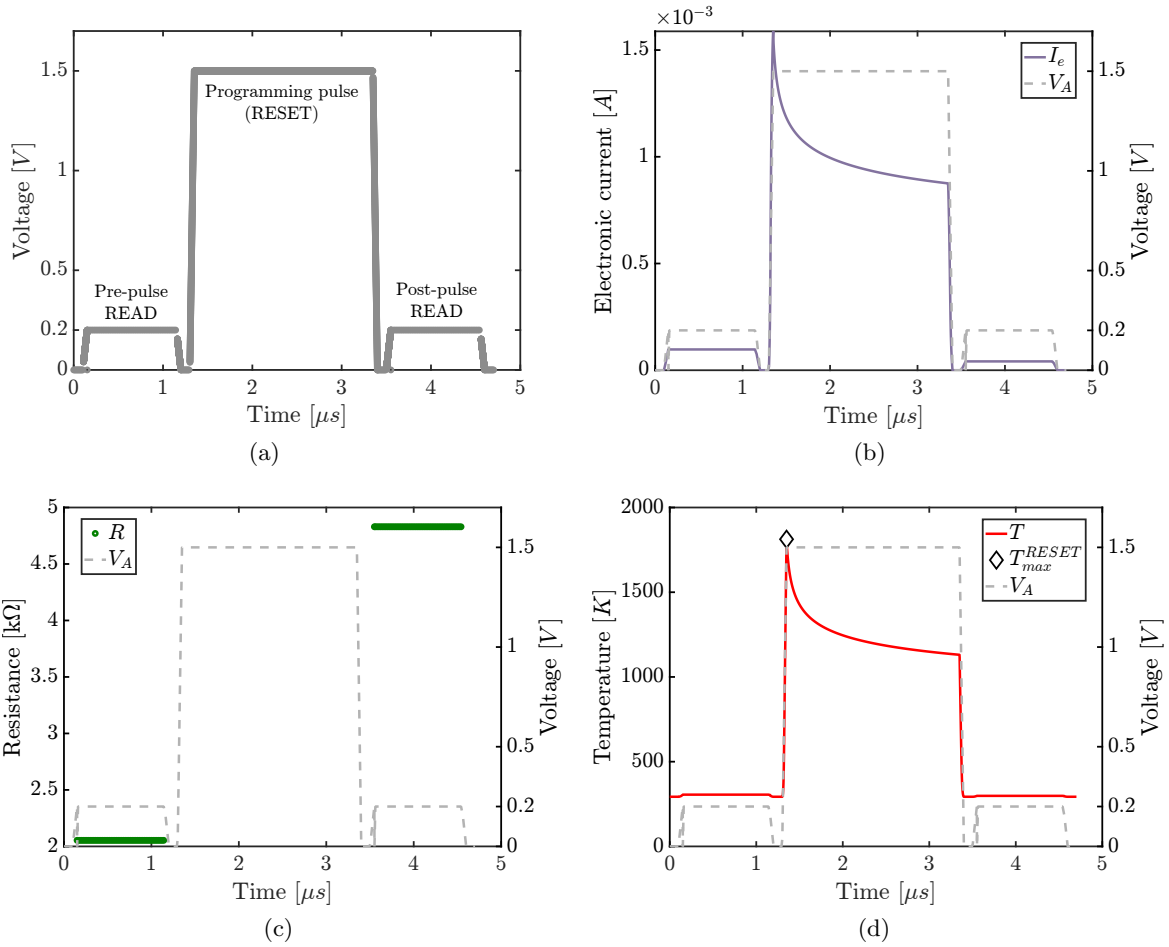 Voltage [V]
1.5
1
0.5
0.2
0
Programming pulse
(RESET)
Pre-pulse
READ
Post-pulse
READ
0 1 2 3 4 5
Time [μs]
(a)
×10⁻³
Electronic current [A]
1.5
1
0.5
0
I_e
V_A
1.5
1
0.5
0.2
0
Voltage [V]
0 1 2 3 4 5
Time [μs]
(b)
Resistance [kΩ]
5
4.5
4
3.5
3
2.5
2
R
V_A
1.5
1
0.5
0.2
0
Voltage [V]
0 1 2 3 4 5
Time [μs]
(c)
Temperature [K]
2000
1500
1000
500
0
T
T_{max}^{RESET}
V_A
1.5
1
0.5
0.2
0
Voltage [V]
0 1 2 3 4 5
Time [μs]
(d)